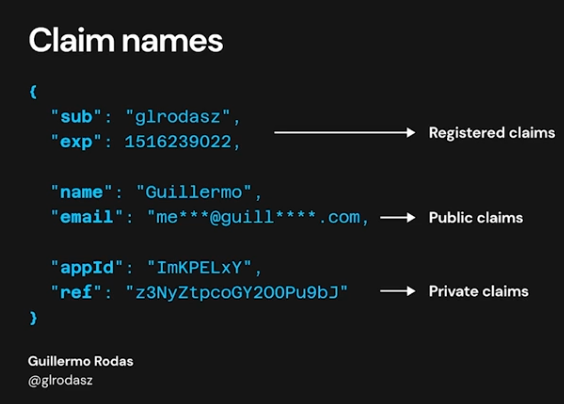 Claim names
{
"sub": "glrodasz",
"exp": 1516239022,
Registered claims
"name": "Guillermo",
"email": "me***@guill****.com,
Public claims
"appId": "ImKPELxY",
"ref": "z3NyZtpcoGY2OOPu9bJ"
Private claims
}
Guillermo Rodas
@glrodasz